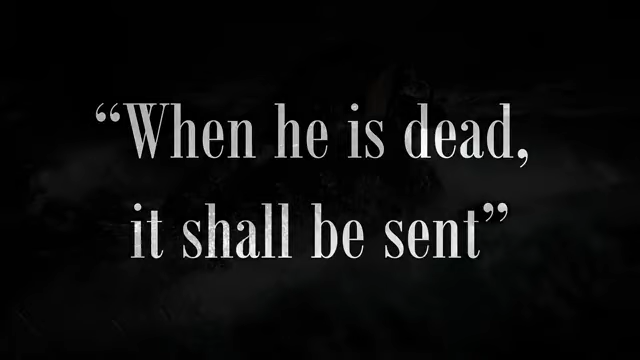 “When he is dead,
it shall be sent”